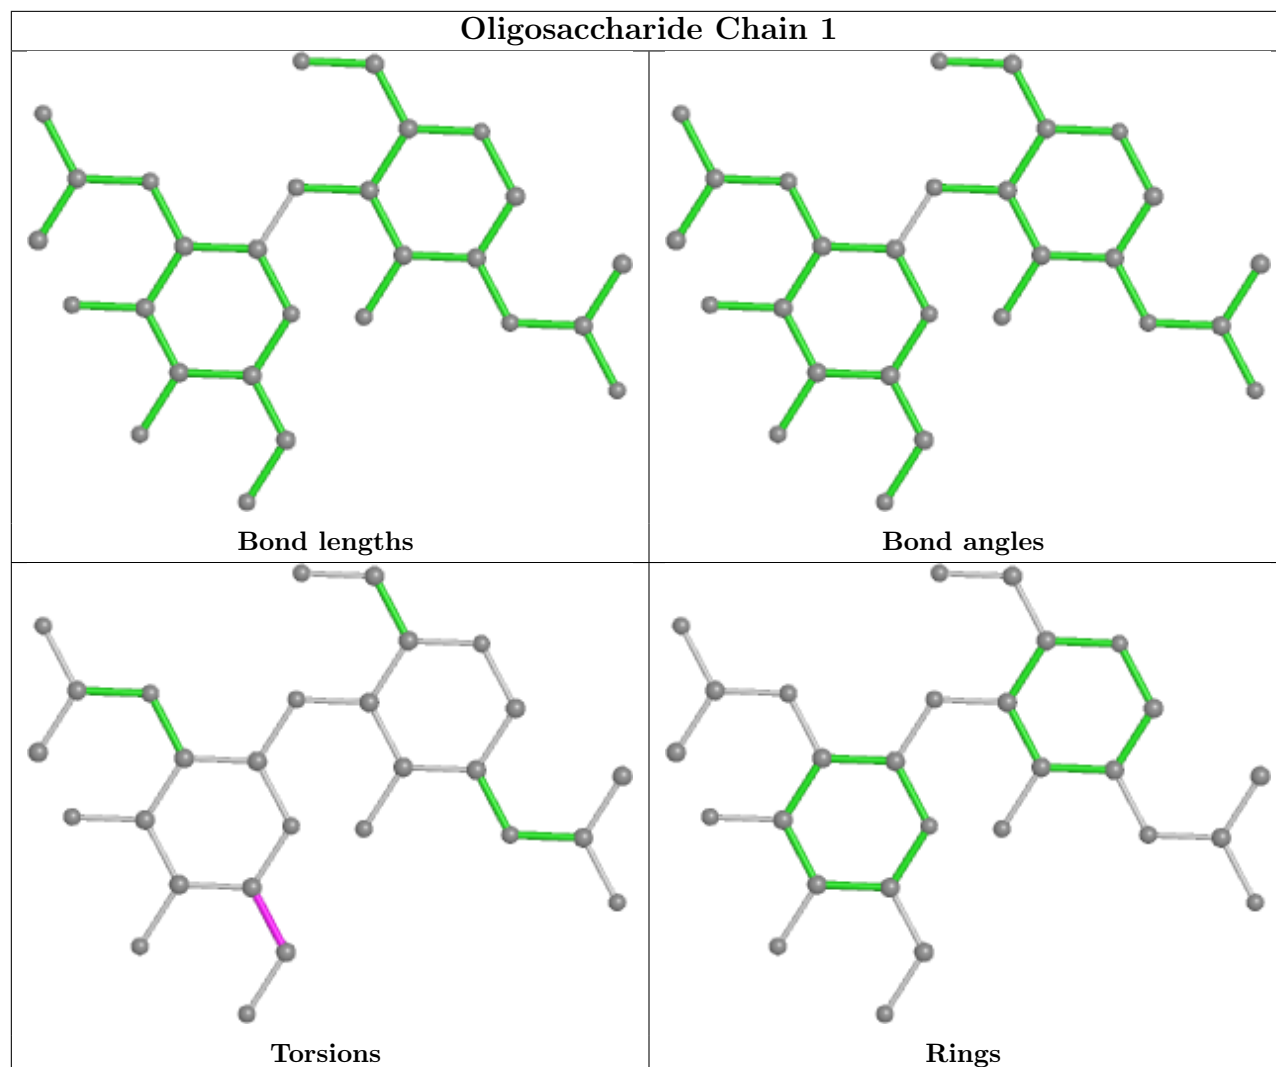 Oligosaccharide Chain 1
Bond lengths
Bond angles
Torsions
Rings